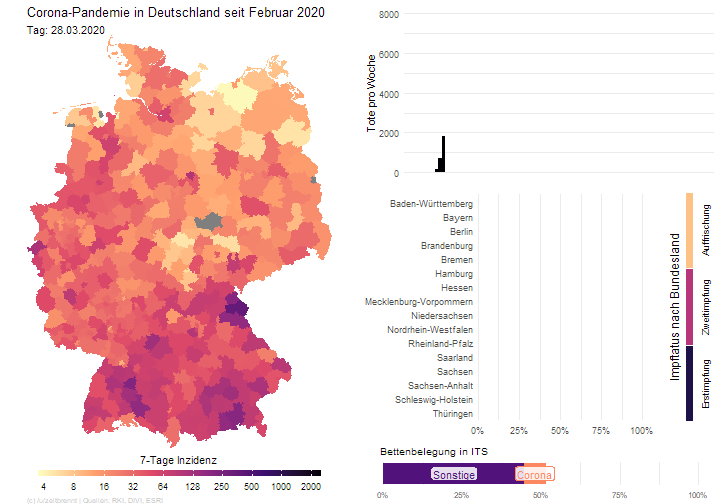 Corona-Pandemie in Deutschland seit Februar 2020
Tag: 28.03.2020
7-Tage Inzidenz
4 8 16 32 64 125 250 500 1000 2000
Quellen: RKI, DIVI, ESRI
Tote pro Woche
8000
6000
4000
2000
0
Baden-Württemberg
Bayern
Berlin
Brandenburg
Bremen
Hamburg
Hessen
Mecklenburg-Vorpommern
Niedersachsen
Nordrhein-Westfalen
Rheinland-Pfalz
Saarland
Sachsen
Sachsen-Anhalt
Schleswig-Holstein
Thüringen
0% 25% 50% 75% 100%
Impfstatus nach Bundesland
Auffrischung
Zweitimpfung
Erstimpfung
Bettenbelegung in ITS
Sonstige Corona
0% 25% 50% 75% 100%